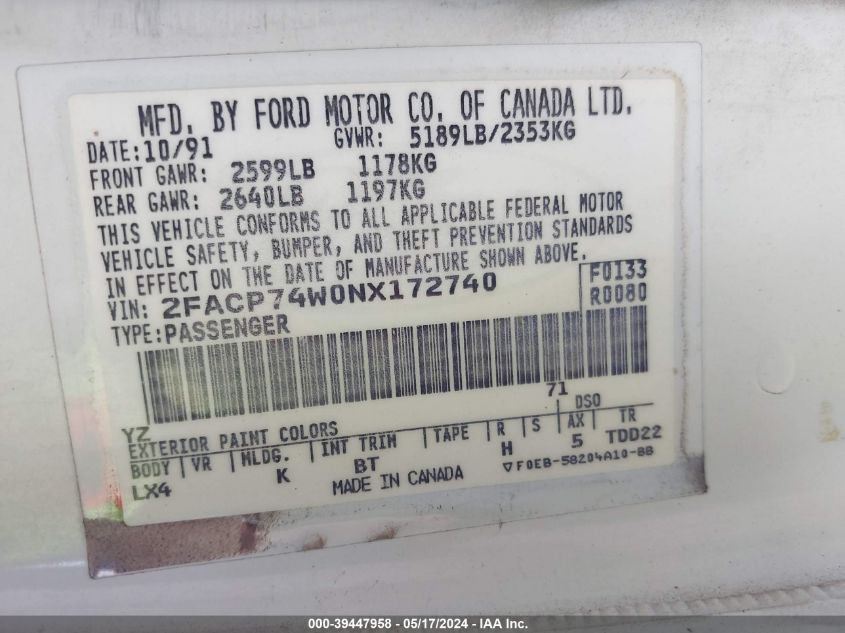 MFD. BY FORD MOTOR CO. OF CANADA LTD.
DATE: 10/91 GVWR: 5189LB/2353KG
FRONT GAWR: 2599LB 1178KG
REAR GAWR: 2640LB 1197KG
THIS VEHICLE CONFORMS TO ALL APPLICABLE FEDERAL MOTOR
VEHICLE SAFETY, BUMPER, AND THEFT PREVENTION STANDARDS
IN EFFECT ON THE DATE OF MANUFACTURE SHOWN ABOVE.
VIN: 2FACP74W0NX172740 F0133
TYPE: PASSENGER R0080
71
YZ DSO
EXTERIOR PAINT COLORS
BODY VR MLDG. INT TRIM TAPE R S AX TR
LX4 K BT H 5 TDD22
MADE IN CANADA ▽F0EB-58204A10-BB
000-39447958 - 05/17/2024 - IAAI Inc.